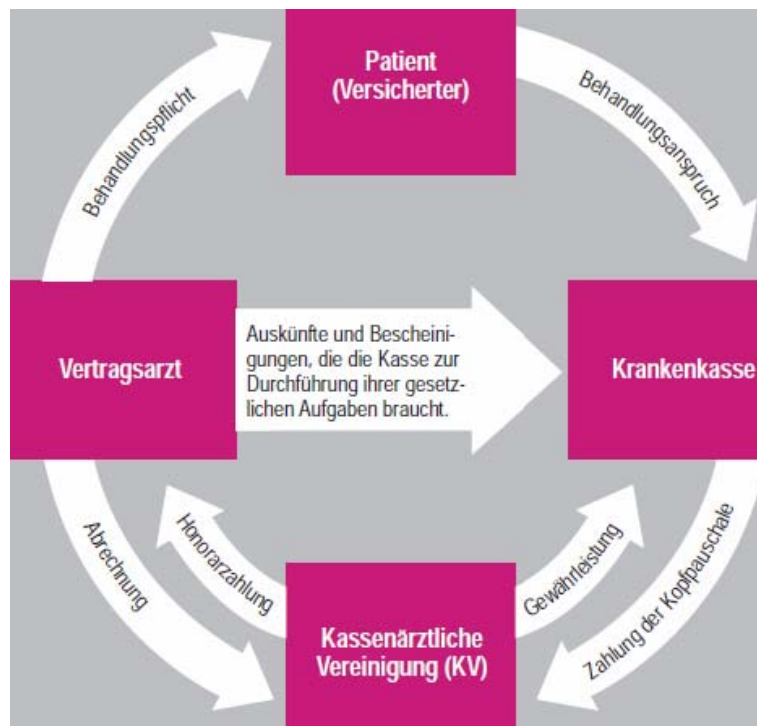 Patient
(Versicherter)
Behandlungspflicht
Behandlungsanspruch
Vertragsarzt
Auskünfte und Bescheini-
gungen, die die Kasse zur
Durchführung ihrer gesetz-
lichen Aufgaben braucht.
Krankenkasse
Abrechnung
Honorarzahlung
Gewährleistung
Zahlung der Kopfpauschale
Kassenärztliche
Vereinigung (KV)